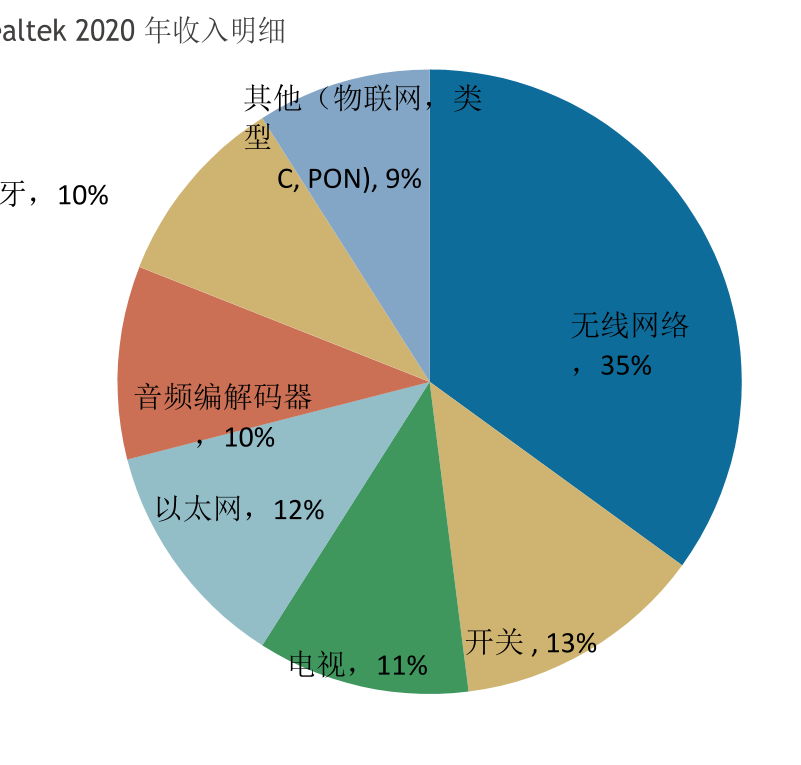 ealtek 2020 年收入明细
其他（物联网，类
型
C, PON), 9%
牙，10%
无线网络
，35%
音频编解码器
，10%
以太网，12%
开关 , 13%
电视，11%